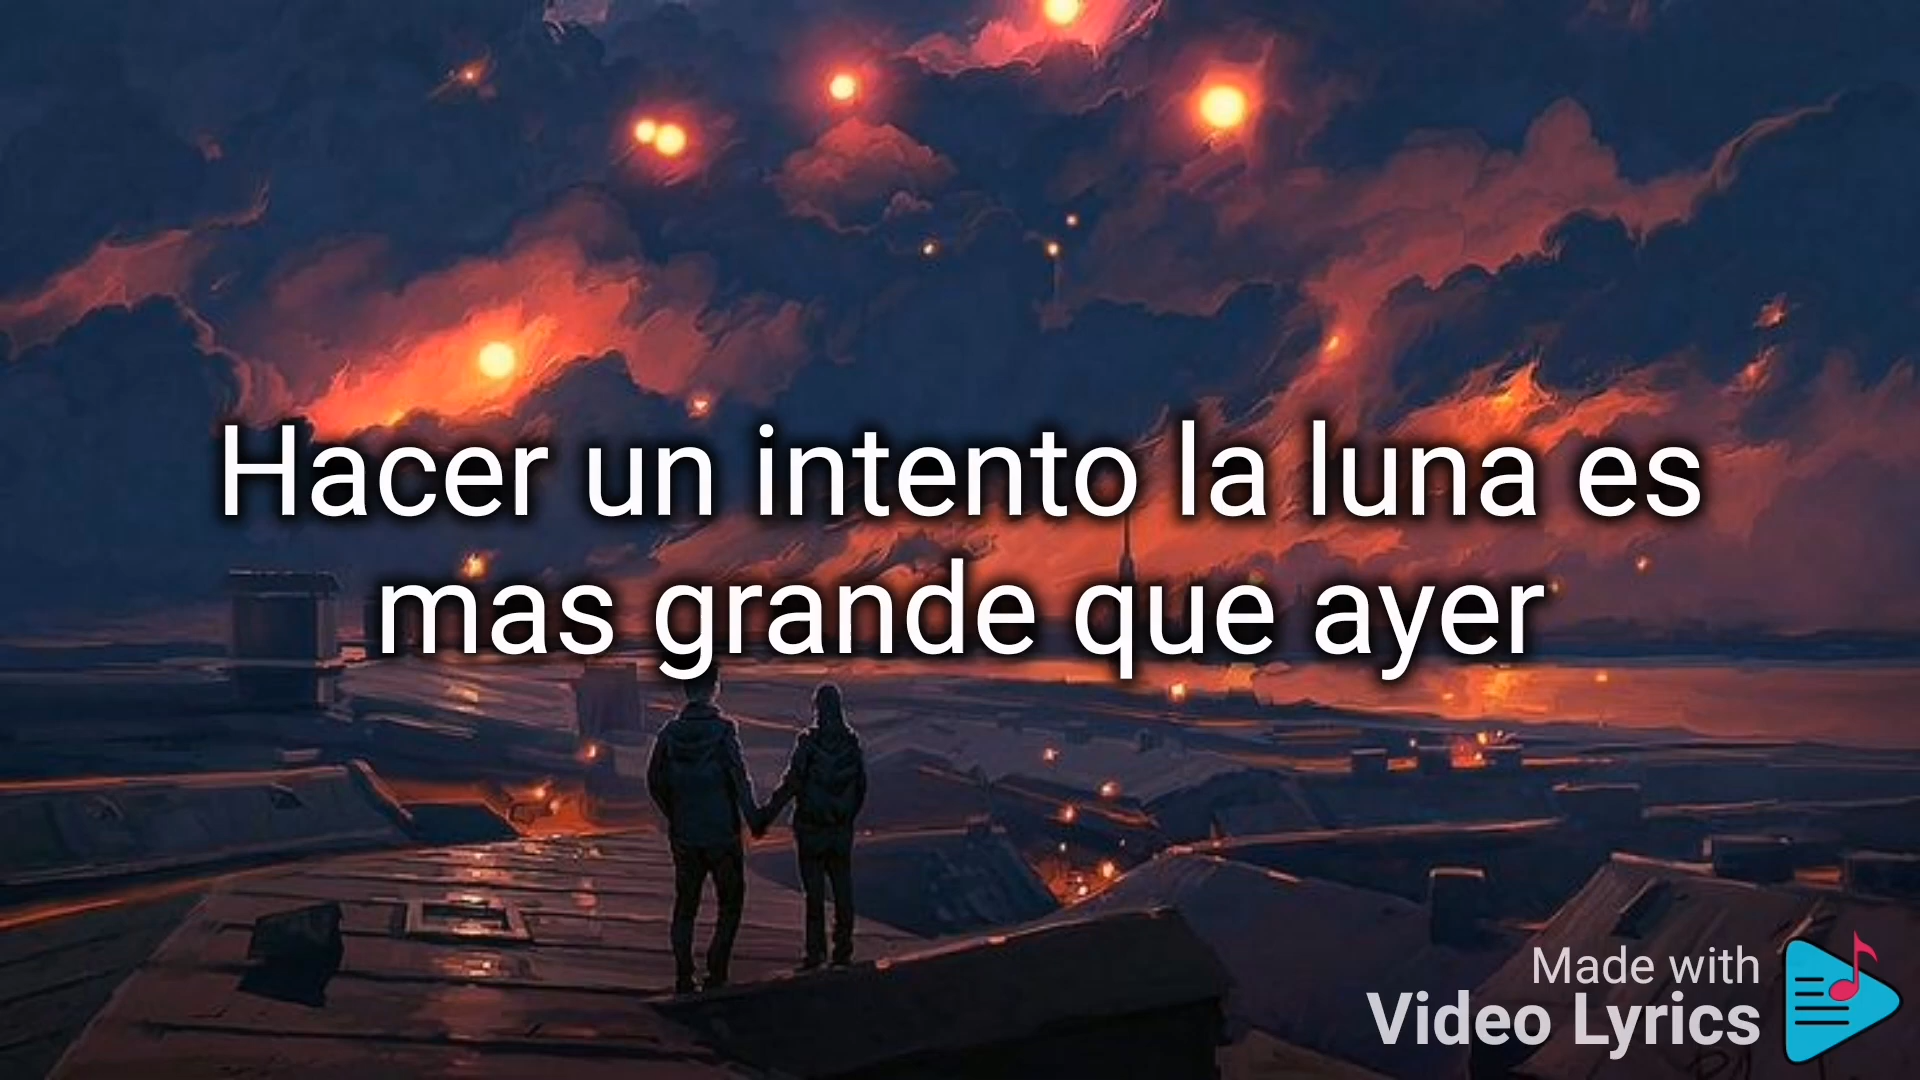 Hacer un intento la luna es
mas grande que ayer
Made with
Video Lyrics